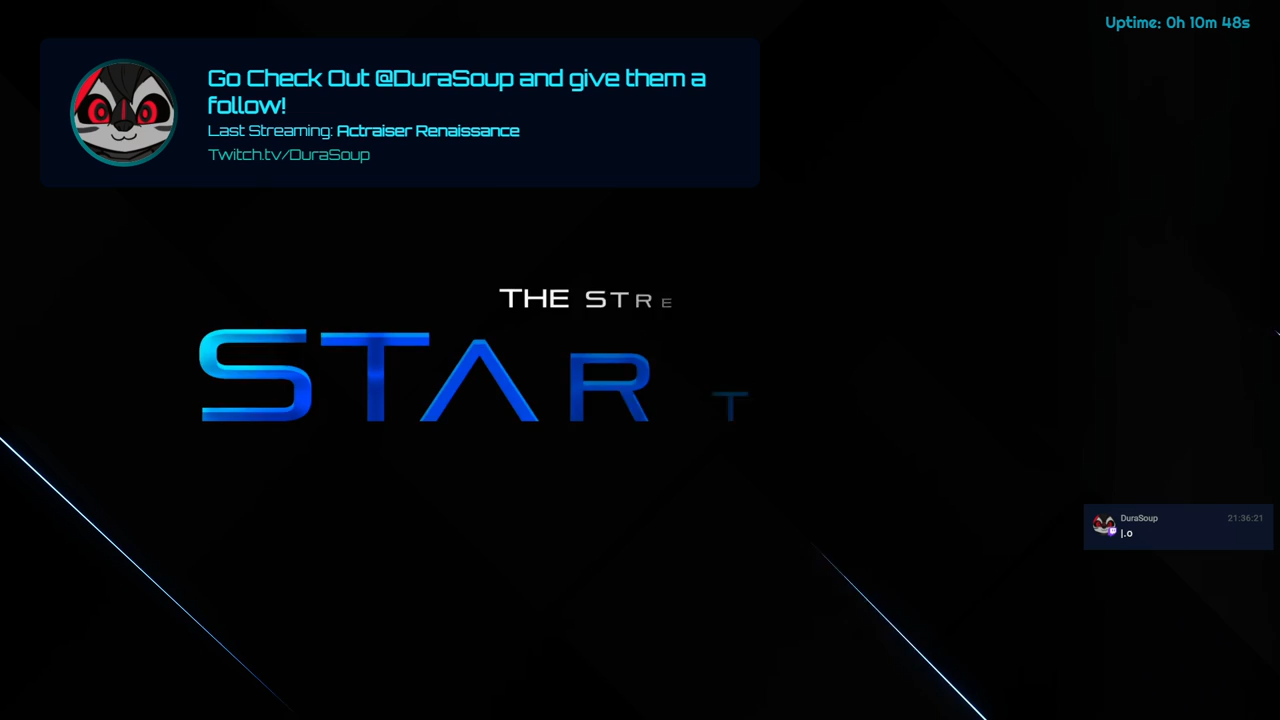 Uptime: 0h 10m 48s
Go Check Out @DuraSoup and give them a
follow!
Last Streaming: Actraiser Renaissance
Twitch.tv/DuraSoup
THE STRE
START
DuraSoup 21:36:21
|.o